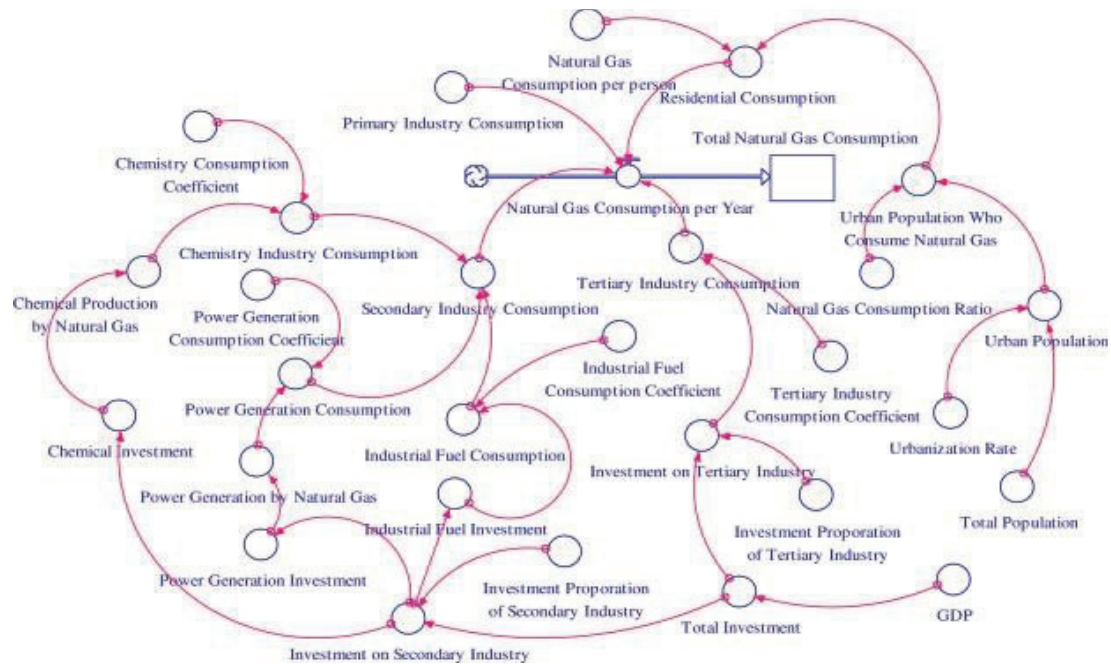 Natural Gas
Consumption per person
Residential Consumption
Primary Industry Consumption
Total Natural Gas Consumption
Chemistry Consumption
Coefficient
Natural Gas Consumption per Year
Urban Population Who
Consume Natural Gas
Chemistry Industry Consumption
Tertiary Industry Consumption
Chemical Production
by Natural Gas
Power Generation
Consumption Coefficient
Secondary Industry Consumption
Natural Gas Consumption Ratio
Urban Population
Industrial Fuel
Consumption Coefficient
Tertiary Industry
Consumption Coefficient
Power Generation Consumption
Chemical Investment
Industrial Fuel Consumption
Investment on Tertiary Industry
Urbanization Rate
Power Generation by Natural Gas
Industrial Fuel Investment
Investment Proporation
of Tertiary Industry
Total Population
Power Generation Investment
Investment Proporation
of Secondary Industry
GDP
Total Investment
Investment on Secondary Industry